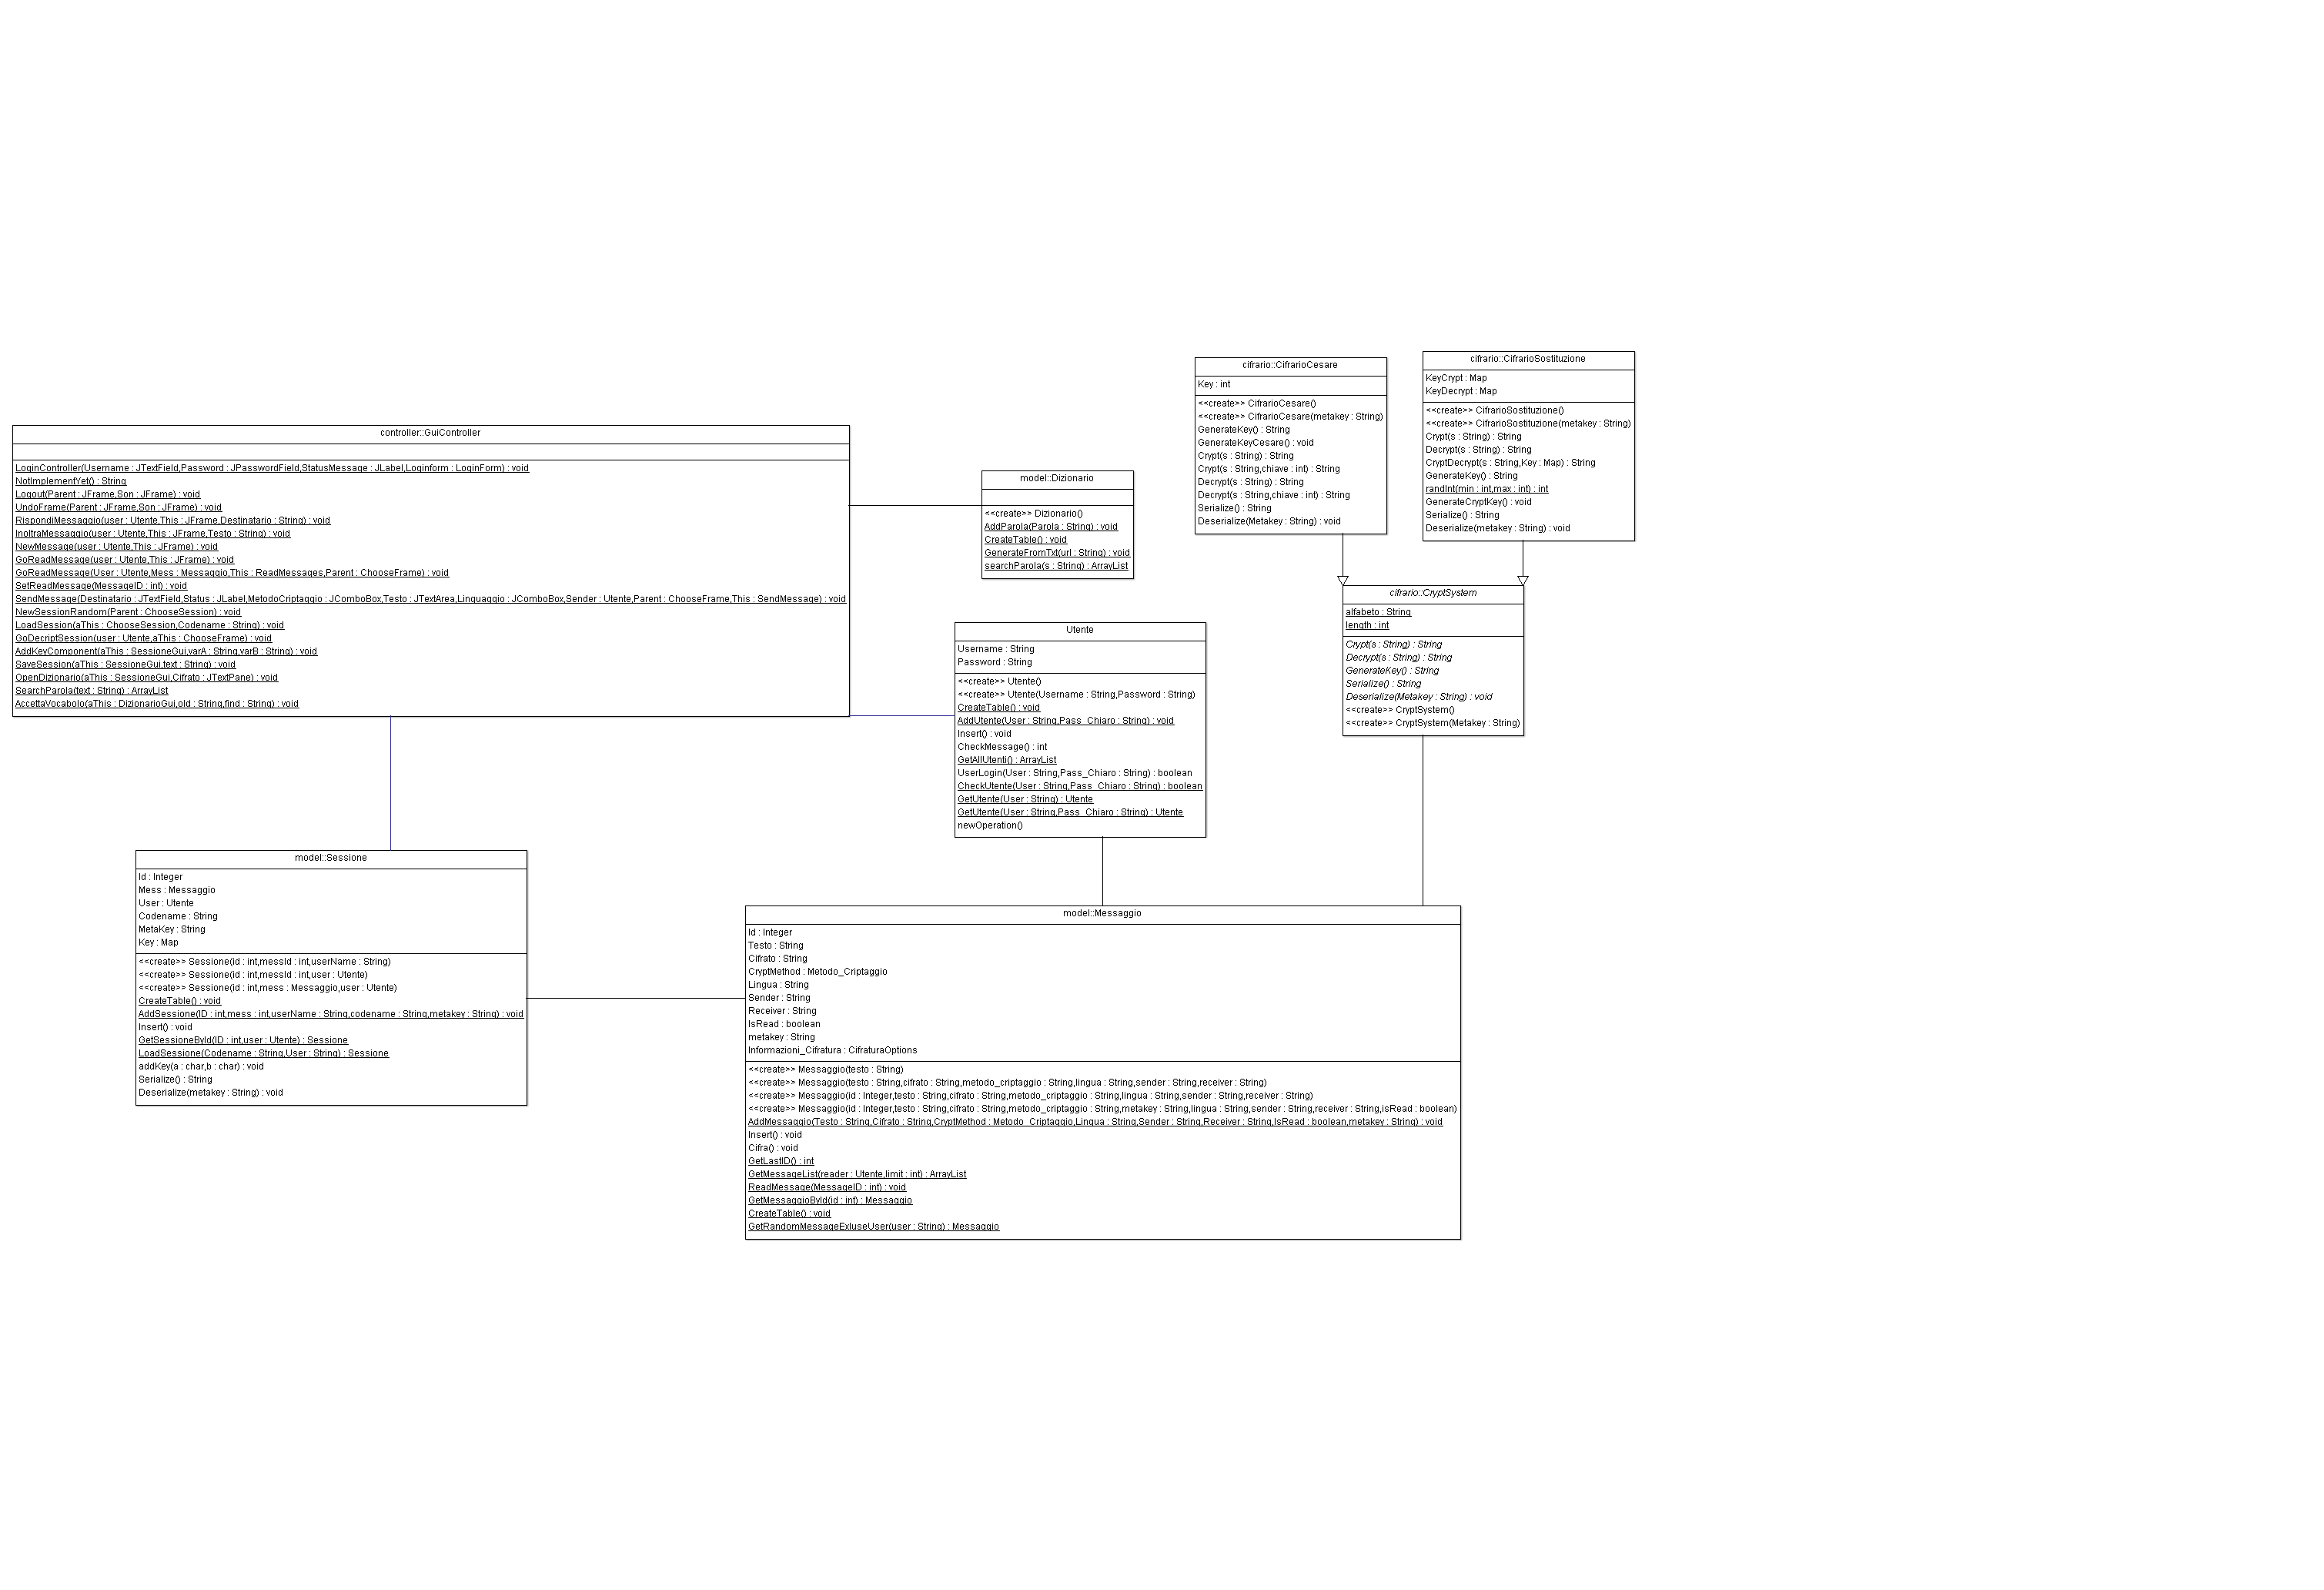 controller::GuiController
LoginController(Username : JTextField,Password : JPasswordField,StatusMessage : JLabel,Loginform : LoginForm) : void
NotImplementYet() : String
Logout(Parent : JFrame,Son : JFrame) : void
UndoFrame(Parent : JFrame,Son : JFrame) : void
RispondiMessaggio(user : Utente,This : JFrame,Destinatario : String) : void
InoltraMessaggio(user : Utente,This : JFrame,Testo : String) : void
NewMessage(user : Utente,This : JFrame) : void
GoReadMessage(user : Utente,This : JFrame) : void
GoReadMessage(User : Utente,Mess : Messaggio,This : ReadMessages,Parent : ChooseFrame) : void
SetReadMessage(MessageID : int) : void
SendMessage(Destinatario : JTextField,Status : JLabel,MetodoCriptaggio : JComboBox,Testo : JTextArea,Linguaggio : JComboBox,Sender : Utente,Parent : ChooseFrame,This : SendMessage) : void
NewSessionRandom(Parent : ChooseSession) : void
LoadSession(aThis : ChooseSession,Codename : String) : void
GoDecriptSession(user : Utente,aThis : ChooseFrame) : void
AddKeyComponent(aThis : SessioneGui,varA : String,varB : String) : void
SaveSession(aThis : SessioneGui,text : String) : void
OpenDizionario(aThis : SessioneGui,Cifrato : JTextPane) : void
SearchParola(text : String) : ArrayList
AccettaVocabolo(aThis : DizionarioGui,old : String,find : String) : void
model::Dizionario
<<create>> Dizionario()
AddParola(Parola : String) : void
CreateTable() : void
GenerateFromTxt(url : String) : void
searchParola(s : String) : ArrayList
cifrario::CifrarioCesare
Key : int
<<create>> CifrarioCesare()
<<create>> CifrarioCesare(metakey : String)
GenerateKey() : String
GenerateKeyCesare() : void
Crypt(s : String) : String
Crypt(s : String,chiave : int) : String
Decrypt(s : String) : String
Decrypt(s : String,chiave : int) : String
Serialize() : String
Deserialize(Metakey : String) : void
cifrario::CifrarioSostituzione
KeyCrypt : Map
KeyDecrypt : Map
<<create>> CifrarioSostituzione()
<<create>> CifrarioSostituzione(metakey : String)
Crypt(s : String) : String
Decrypt(s : String) : String
CryptDecrypt(s : String,Key : Map) : String
GenerateKey() : String
randInt(min : int,max : int) : int
GenerateCryptKey() : void
Serialize() : String
Deserialize(metakey : String) : void
cifrario::CryptSystem
alfabeto : String
length : int
Crypt(s : String) : String
Decrypt(s : String) : String
GenerateKey() : String
Serialize() : String
Deserialize(Metakey : String) : void
<<create>> CryptSystem()
<<create>> CryptSystem(Metakey : String)
Utente
Username : String
Password : String
<<create>> Utente()
<<create>> Utente(Username : String,Password : String)
CreateTable() : void
AddUtente(User : String,Pass_Chiaro : String) : void
Insert() : void
CheckMessage() : int
GetAllUtenti() : ArrayList
UserLogin(User : String,Pass_Chiaro : String) : boolean
CheckUtente(User : String,Pass_Chiaro : String) : boolean
GetUtente(User : String) : Utente
GetUtente(User : String,Pass_Chiaro : String) : Utente
newOperation()
model::Sessione
Id : Integer
Mess : Messaggio
User : Utente
Codename : String
MetaKey : String
Key : Map
<<create>> Sessione(id : int,messId : int,userName : String)
<<create>> Sessione(id : int,messId : int,user : Utente)
<<create>> Sessione(id : int,mess : Messaggio,user : Utente)
CreateTable() : void
AddSessione(ID : int,mess : int,userName : String,codename : String,metakey : String) : void
Insert() : void
GetSessioneById(ID : int,user : Utente) : Sessione
LoadSessione(Codename : String,User : String) : Sessione
addKey(a : char,b : char) : void
Serialize() : String
Deserialize(metakey : String) : void
model::Messaggio
Id : Integer
Testo : String
Cifrato : String
CryptMethod : Metodo_Criptaggio
Lingua : String
Sender : String
Receiver : String
IsRead : boolean
metakey : String
Informazioni_Cifratura : CifraturaOptions
<<create>> Messaggio(testo : String)
<<create>> Messaggio(testo : String,cifrato : String,metodo_criptaggio : String,lingua : String,sender : String,receiver : String)
<<create>> Messaggio(id : Integer,testo : String,cifrato : String,metodo_criptaggio : String,lingua : String,sender : String,receiver : String)
<<create>> Messaggio(id : Integer,testo : String,cifrato : String,metodo_criptaggio : String,metakey : String,lingua : String,sender : String,receiver : String,isRead : boolean)
AddMessaggio(Testo : String,Cifrato : String,CryptMethod : Metodo_Criptaggio,Lingua : String,Sender : String,Receiver : String,IsRead : boolean,metakey : String) : void
Insert() : void
Cifra() : void
GetLastID() : int
GetMessageList(reader : Utente,limit : int) : ArrayList
ReadMessage(MessageID : int) : void
GetMessaggioById(id : int) : Messaggio
CreateTable() : void
GetRandomMessageExluseUser(user : String) : Messaggio